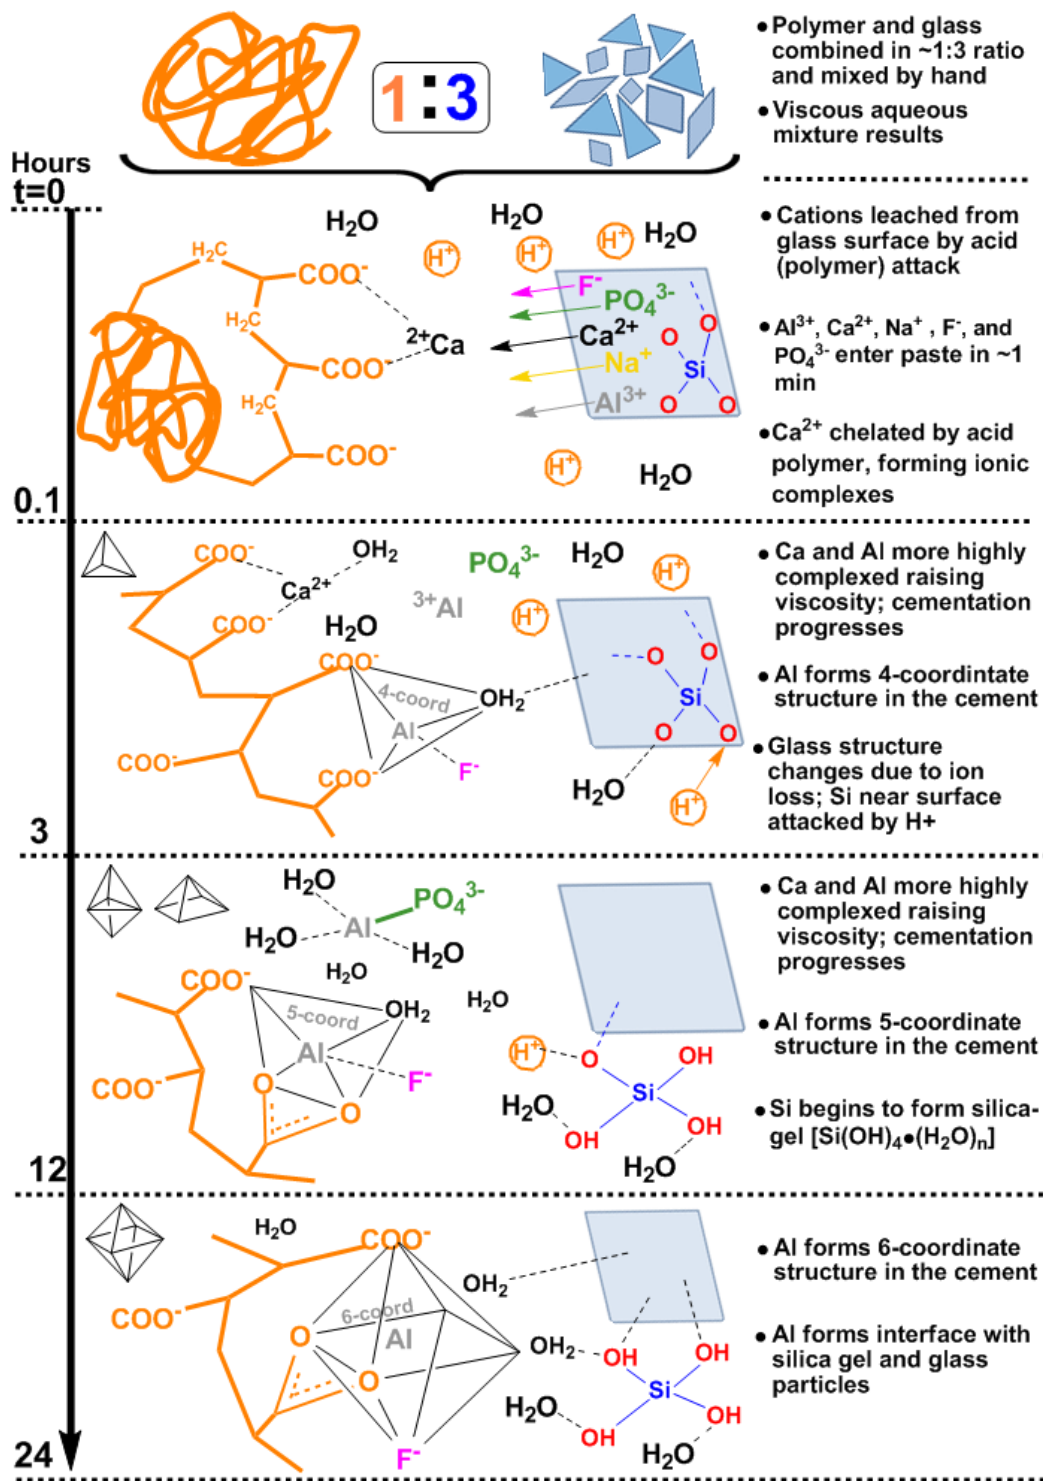 1:3
• Polymer and glass
combined in ~1:3 ratio
and mixed by hand
• Viscous aqueous
mixture results
Hours
t=0
H₂O
H₂O
H₂O
H⁺
H⁺
H⁺
H₂C
COO⁻
H₂C
²⁺Ca
COO⁻
H₂C
COO⁻
F⁻
PO₄³⁻
Ca²⁺
Na⁺
Al³⁺
O
O
Si
O
O
H⁺
H₂O
• Cations leached from
glass surface by acid
(polymer) attack
• Al³⁺, Ca²⁺, Na⁺ , F⁻, and
PO₄³⁻ enter paste in ~1
min
• Ca²⁺ chelated by acid
polymer, forming ionic
complexes
0.1
COO⁻
OH₂
Ca²⁺
COO⁻
H₂O
PO₄³⁻
³⁺Al
H₂O
H⁺
H⁺
COO⁻
4-coord
OH₂
Al
F⁻
COO⁻
COO⁻
O
O
Si
O
O
H₂O
H⁺
• Ca and Al more highly
complexed raising
viscosity; cementation
progresses
• Al forms 4-coordintate
structure in the cement
• Glass structure
changes due to ion
loss; Si near surface
attacked by H+
3
H₂O
PO₄³⁻
Al
H₂O
H₂O
H₂O
COO⁻
5-coord
OH₂
H₂O
Al
F⁻
COO⁻
O
O
H⁺
O
OH
Si
H₂O
OH
OH
H₂O
• Ca and Al more highly
complexed raising
viscosity; cementation
progresses
• Al forms 5-coordinate
structure in the cement
• Si begins to form silica-
gel [Si(OH)₄•(H₂O)ₙ]
12
H₂O
COO⁻
COO⁻
6-coord
Al
O
O
F⁻
OH₂
OH₂
OH
OH
Si
H₂O
OH
OH
H₂O
• Al forms 6-coordinate
structure in the cement
• Al forms interface with
silica gel and glass
particles
24